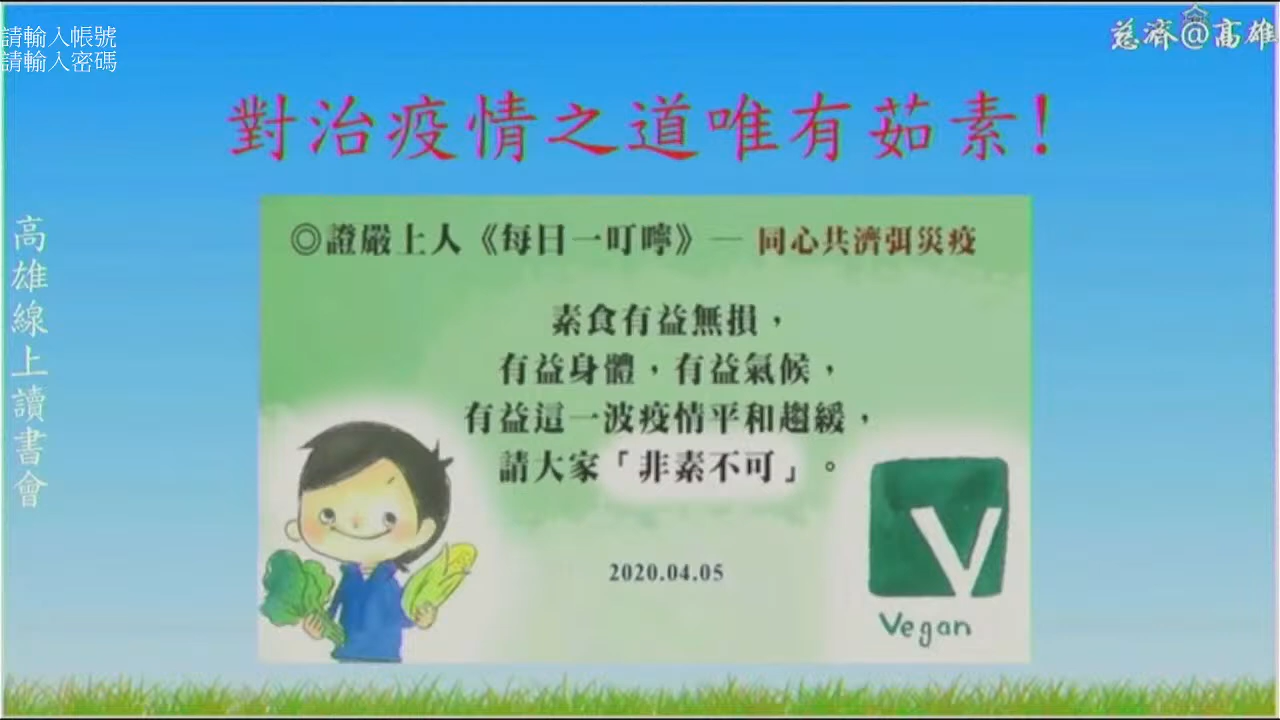 請輸入帳號
請輸入密碼
慈濟@高雄
對治疫情之道唯有茹素!
高雄線上讀書會
◎證嚴上人《每日一叮嚀》— 同心共濟弭災疫
素食有益無損，
有益身體，有益氣候，
有益這一波疫情平和趨緩，
請大家「非素不可」。
2020.04.05
V
Vegan